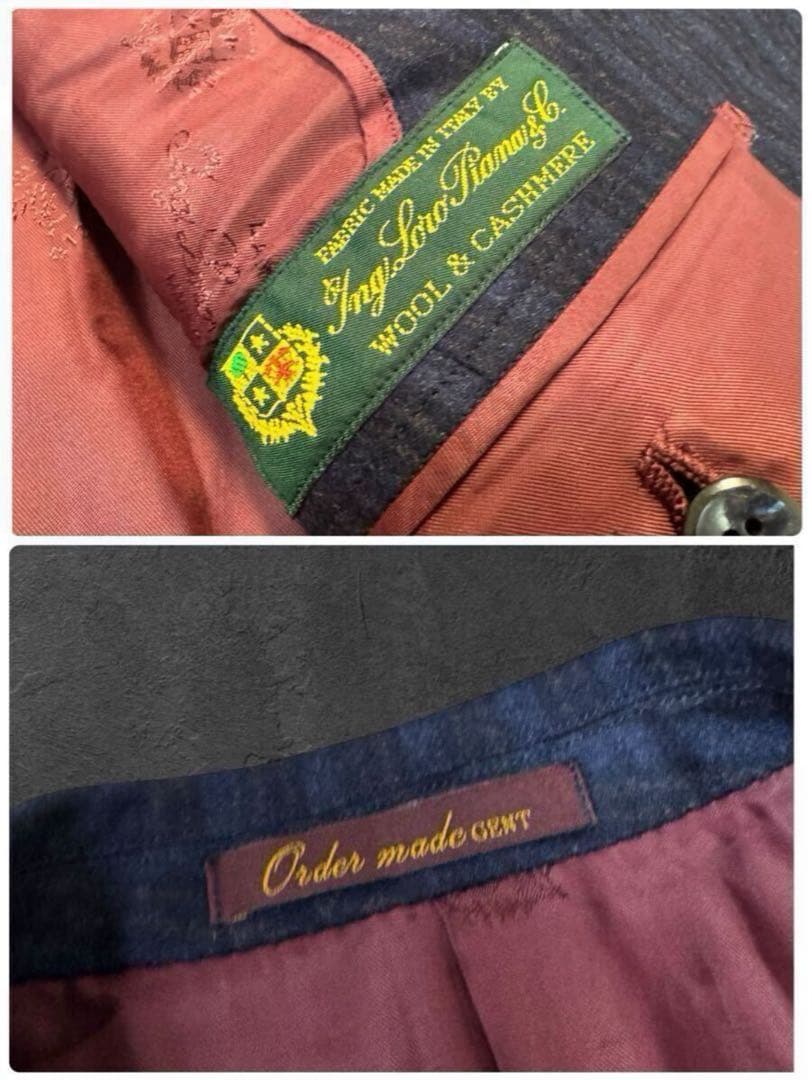 FABRIC MADE IN ITALY BY
Ing. Loro Piana & C.
WOOL & CASHMERE
Order made GENT